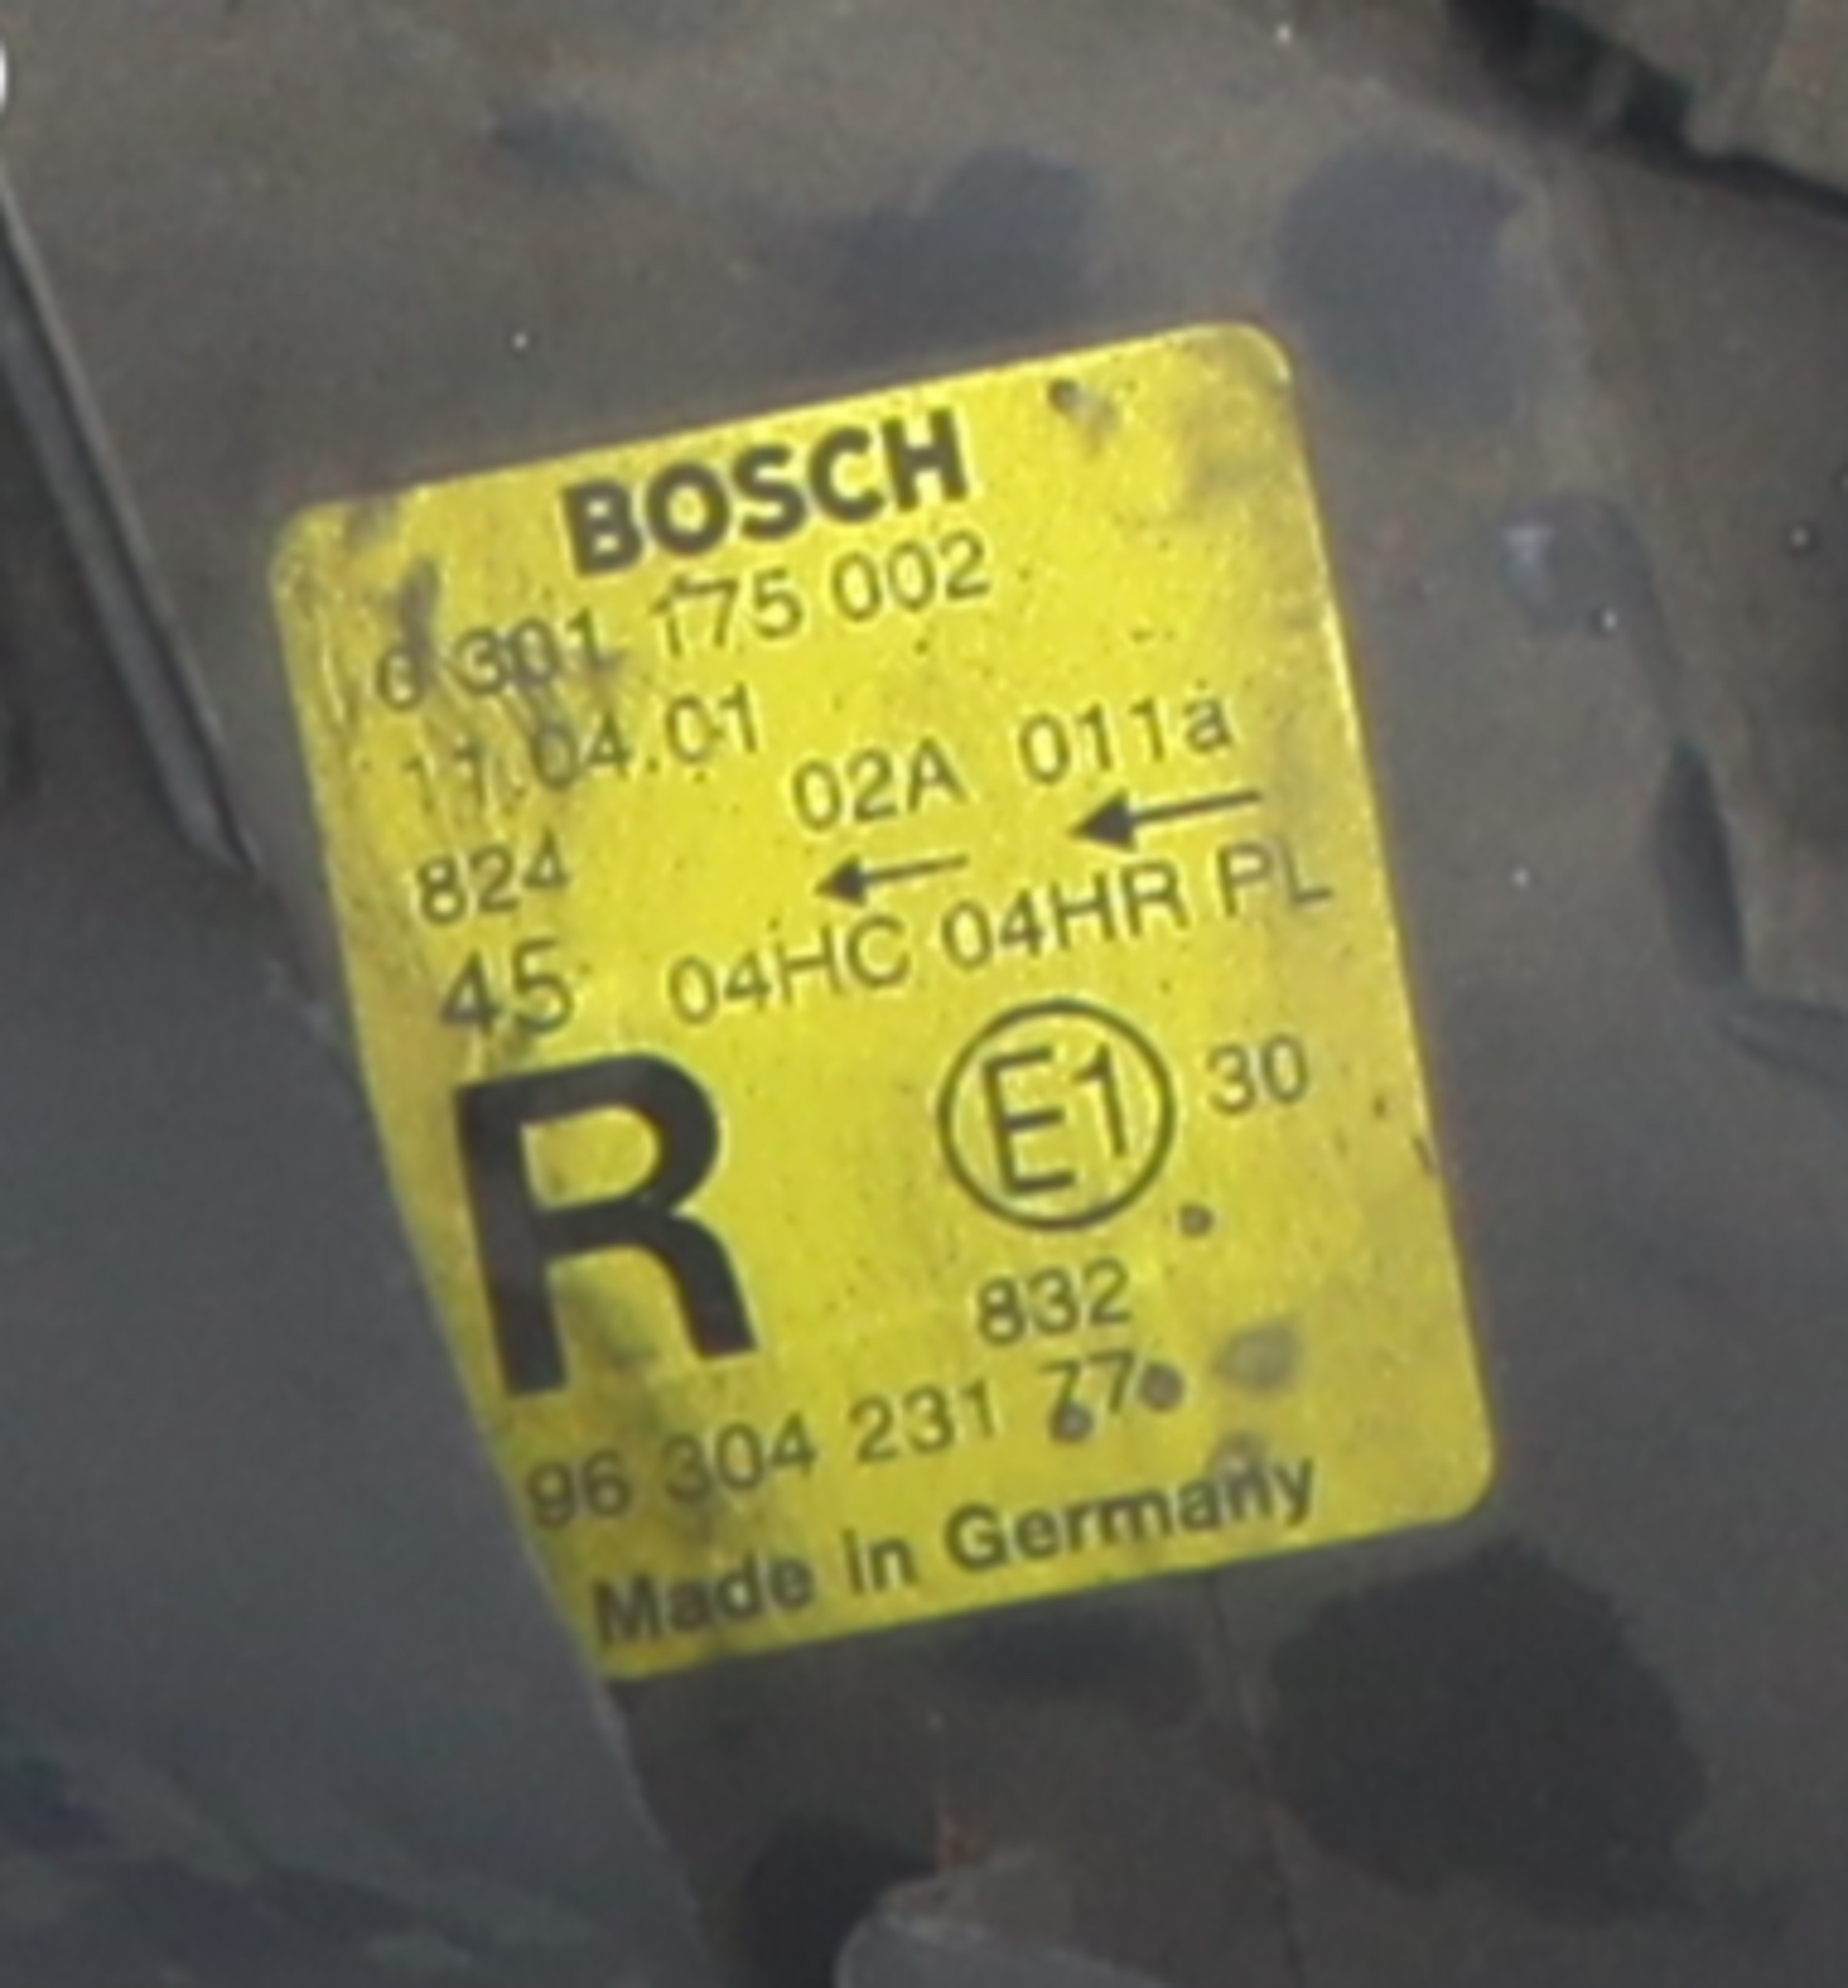 BOSCH
0 301 175 002
17.04.01
02A 011a
824
45 04HC 04HR PL
R
E1 30
832
96 304 231 77
Made in Germany